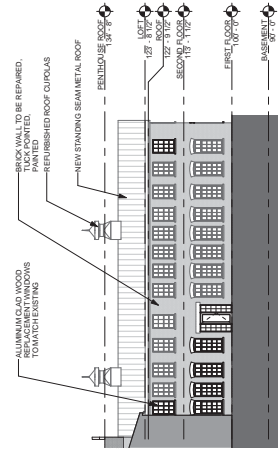 ALUMINUM CLAD WOOD
REPLACEMENT WINDOWS
TO MATCH EXISTING
BRICK WALL TO BE REPAIRED,
TUCK POINTED,
PAINTED
REFURBISHED ROOF CUPOLAS
NEW STANDING SEAM METAL ROOF
PENTHOUSE ROOF
134' - 8"
LOFT
123' - 8 1/2"
ROOF
122' - 9 1/2"
SECOND FLOOR
113' - 1 1/2"
FIRST FLOOR
100' - 0"
BASEMENT
90' - 0"